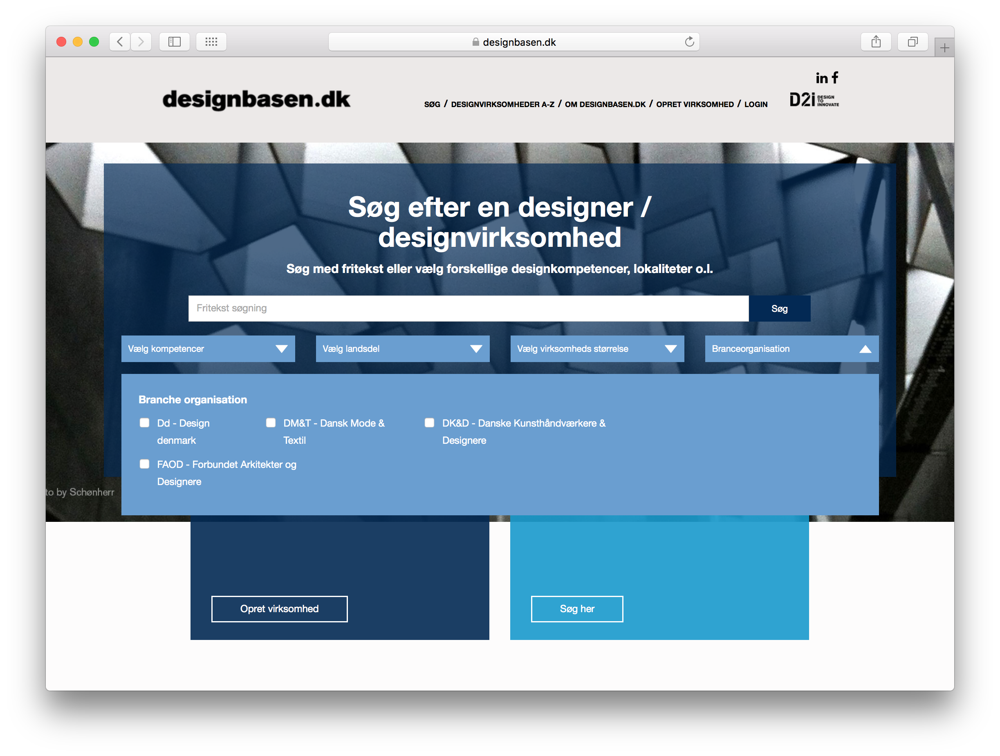 designbasen.dk
in f
designbasen.dk
SØG / DESIGNVIRKSOMHEDER A-Z / OM DESIGNBASEN.DK / OPRET VIRKSOMHED / LOGIN
D2i DESIGN
TO
INNOVATE
Søg efter en designer /
designvirksomhed
Søg med fritekst eller vælg forskellige designkompetencer, lokaliteter o.l.
Fritekst søgning
Søg
Vælg kompetencer
Vælg landsdel
Vælg virksomheds størrelse
Branceorganisation
Branche organisation
Dd - Design
denmark
DM&T - Dansk Mode &
Textil
DK&D - Danske Kunsthåndværkere &
Designere
FAOD - Forbundet Arkitekter og
Designere
to by Schønherr
Opret virksomhed
Søg her